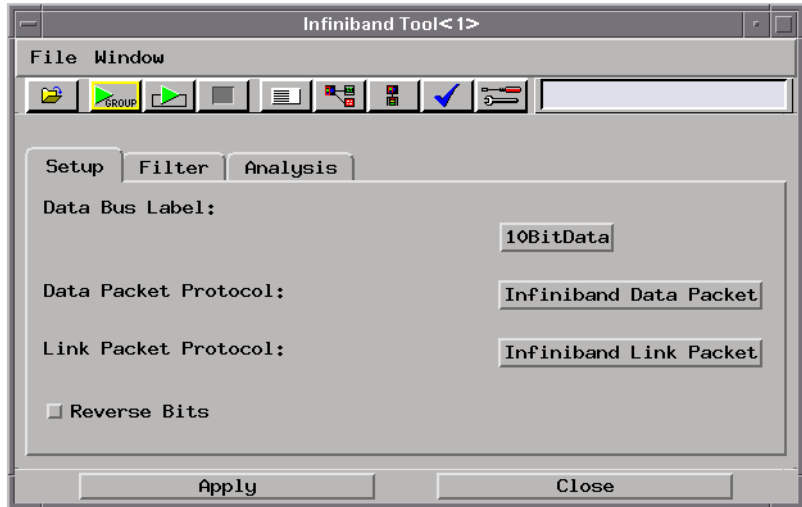 Infiniband Tool<1>
File Window
GROUP
Setup Filter Analysis
Data Bus Label:
10BitData
Data Packet Protocol: Infiniband Data Packet
Link Packet Protocol: Infiniband Link Packet
Reverse Bits
Apply Close